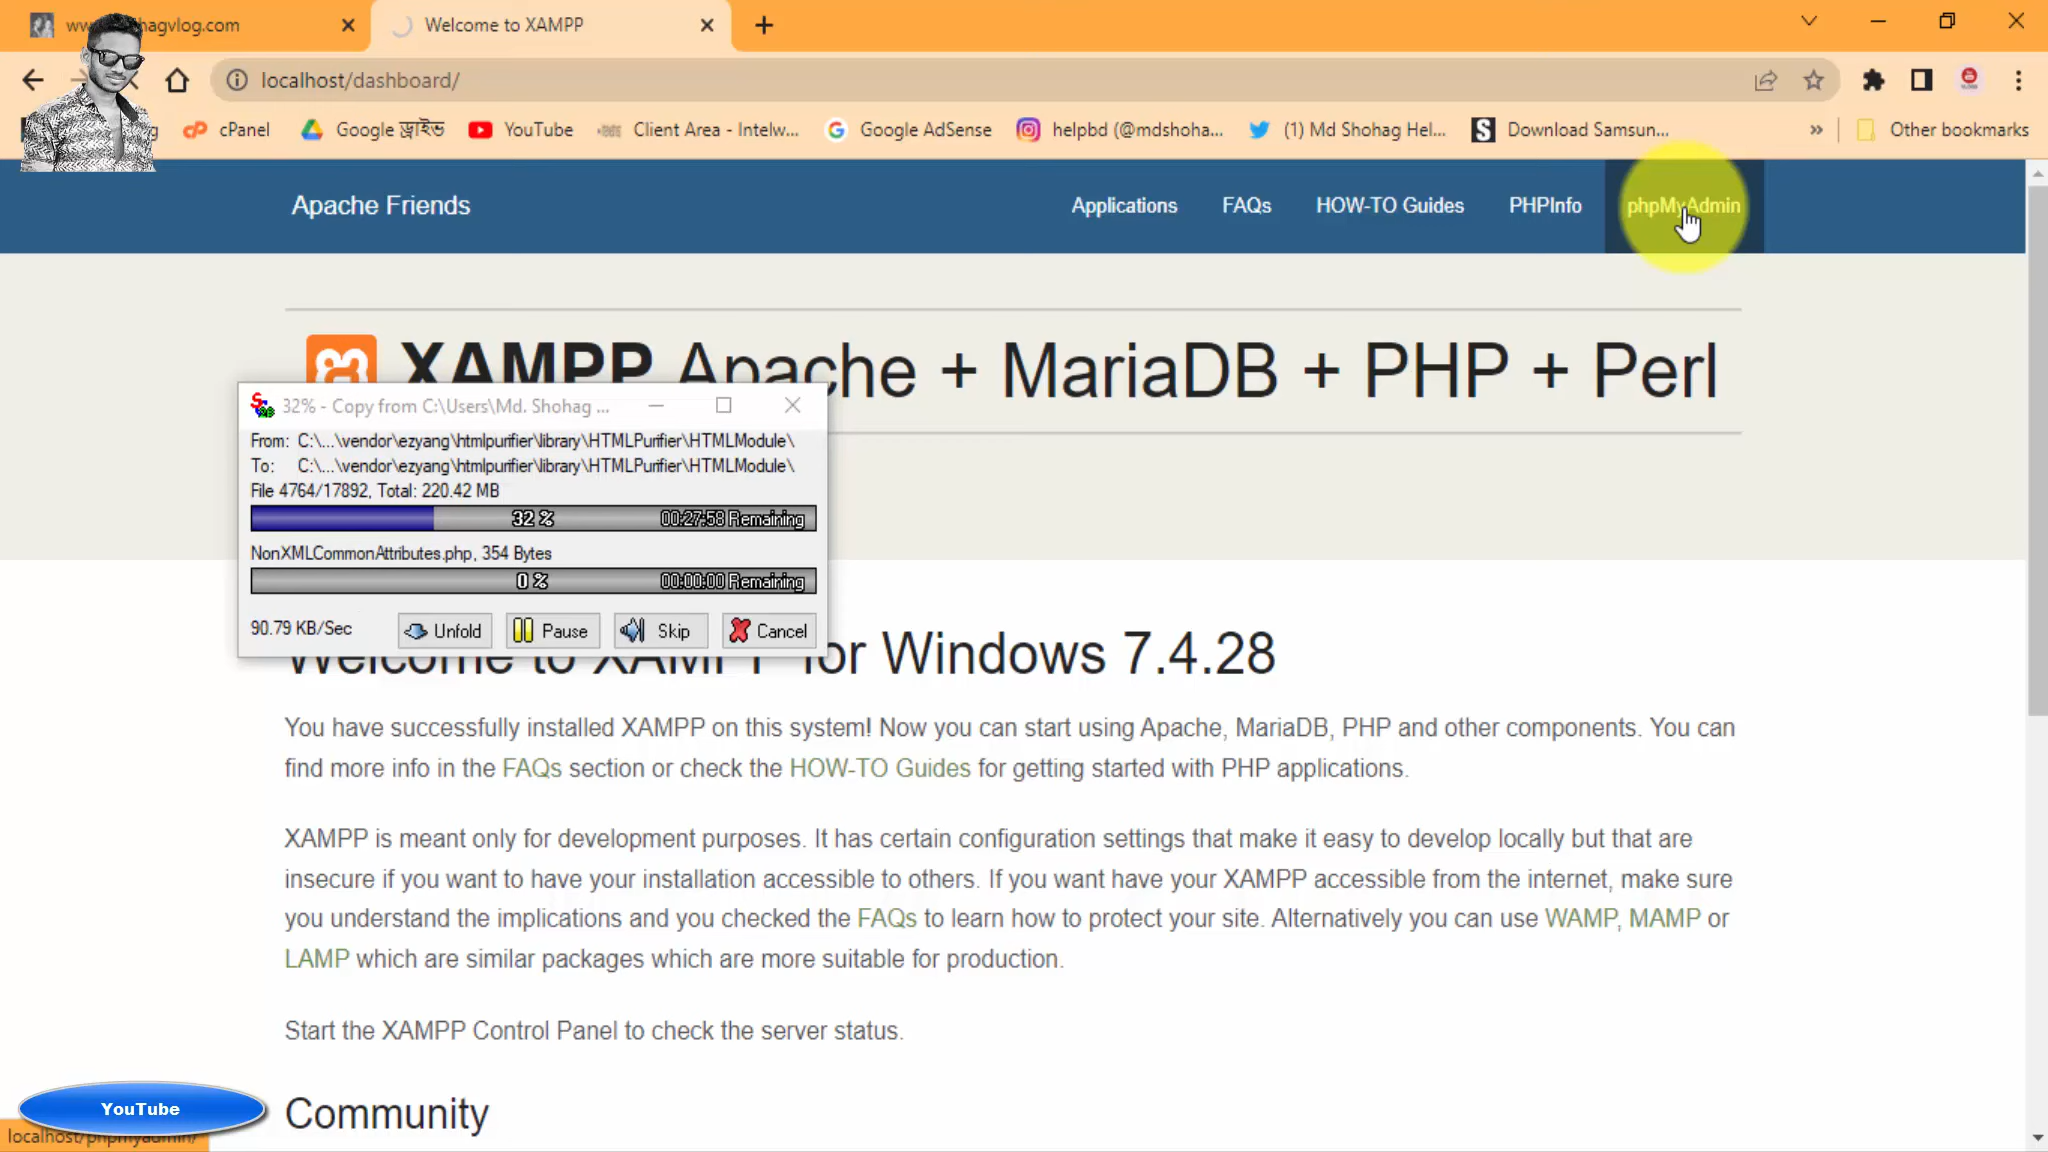 hagvlog.com
Welcome to XAMPP
localhost/dashboard/
cPanel
Google ড্রাইভ
YouTube
Client Area - Intelw...
Google AdSense
helpbd (@mdshoha...
(1) Md Shohag Hel...
Download Samsun...
Other bookmarks
Apache Friends
Applications
FAQs
HOW-TO Guides
PHPInfo
phpMyAdmin
XAMPP Apache + MariaDB + PHP + Perl
32% - Copy from C:\Users\Md. Shohag ...
From: C:\...\vendor\ezyang\htmlpurifier\library\HTMLPurifier\HTMLModule\
To: C:\...\vendor\ezyang\htmlpurifier\library\HTMLPurifier\HTMLModule\
File 4764/17892, Total: 220.42 MB
32 % 00:27:58 Remaining
NonXMLCommonAttributes.php, 354 Bytes
0 % 00:00:00 Remaining
90.79 KB/Sec
Unfold
Pause
Skip
Cancel
Welcome to XAMPP for Windows 7.4.28
You have successfully installed XAMPP on this system! Now you can start using Apache, MariaDB, PHP and other components. You can
find more info in the FAQs section or check the HOW-TO Guides for getting started with PHP applications.
XAMPP is meant only for development purposes. It has certain configuration settings that make it easy to develop locally but that are
insecure if you want to have your installation accessible to others. If you want have your XAMPP accessible from the internet, make sure
you understand the implications and you checked the FAQs to learn how to protect your site. Alternatively you can use WAMP, MAMP or
LAMP which are similar packages which are more suitable for production.
Start the XAMPP Control Panel to check the server status.
YouTube
Community
localhost/phpmyadmin/